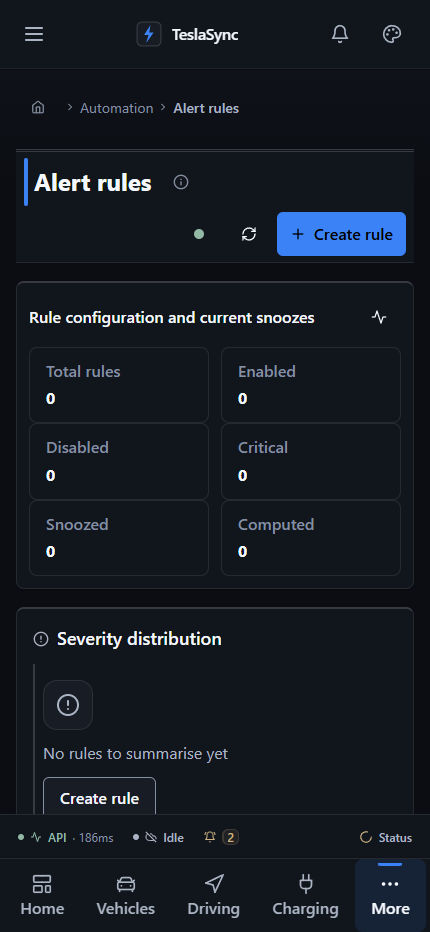 TeslaSync
Automation
Alert rules
Alert rules
Create rule
Rule configuration and current snoozes
Total rules
0
Enabled
0
Disabled
0
Critical
0
Snoozed
0
Computed
0
Severity distribution
No rules to summarise yet
Create rule
API · 186ms
Idle
2
Status
Home
Vehicles
Driving
Charging
More